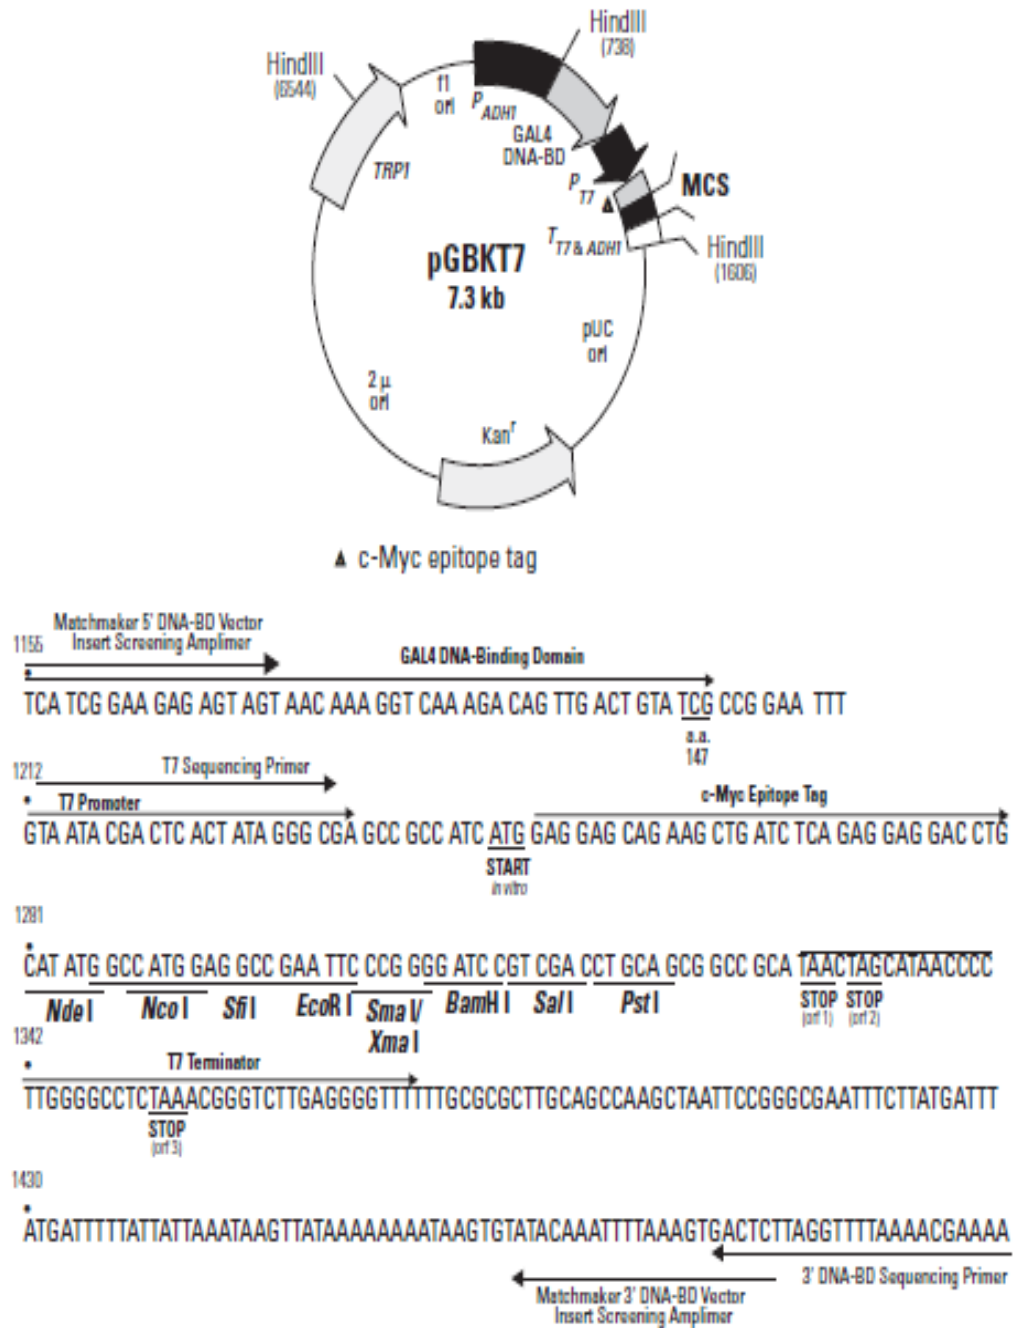 HindIII
(738)
HindIII
(6544)
f1
ori
PADH1
GAL4
DNA-BD
TRP1
PT7
MCS
TT7 & ADH1
HindIII
(1606)
pGBKT7
7.3 kb
pUC
ori
2 µ
ori
Kanr
▲ c-Myc epitope tag
Matchmaker 5' DNA-BD Vector
Insert Screening Amplimer
1155
GAL4 DNA-Binding Domain
TCA TCG GAA GAG AGT AGT AAC AAA GGT CAA AGA CAG TTG ACT GTA TCG CCG GAA TTT
a.a.
147
1212
T7 Sequencing Primer
T7 Promoter
c-Myc Epitope Tag
GTA ATA CGA CTC ACT ATA GGG CGA GCC GCC ATC ATG GAG GAG CAG AAG CTG ATC TCA GAG GAG GAC CTG
START
in vitro
1281
CAT ATG GCC ATG GAG GCC GAA TTC CCG GGG ATC CGT CGA CCT GCA GCG GCC GCA TAACTAGCATAACCCC
Nde I
Nco I
Sfi I
EcoR I
Sma I/
Xma I
BamH I
Sal I
Pst I
STOP
(orf 1)
STOP
(orf 2)
1342
T7 Terminator
TTGGGGCCTCTAAACGGGTCTTGAGGGGTTTTTTGCGCGCTTGCAGCCAAGCTAATTCCGGGCGAATTTCTTATGATTT
STOP
(orf 3)
1430
ATGATTTTTATTATTAAATAAGTTATAAAAAAAATAAGTGTATACAAATTTTAAAGTGACTCTTAGGTTTTAAAACGAAAA
3' DNA-BD Sequencing Primer
Matchmaker 3' DNA-BD Vector
Insert Screening Amplimer